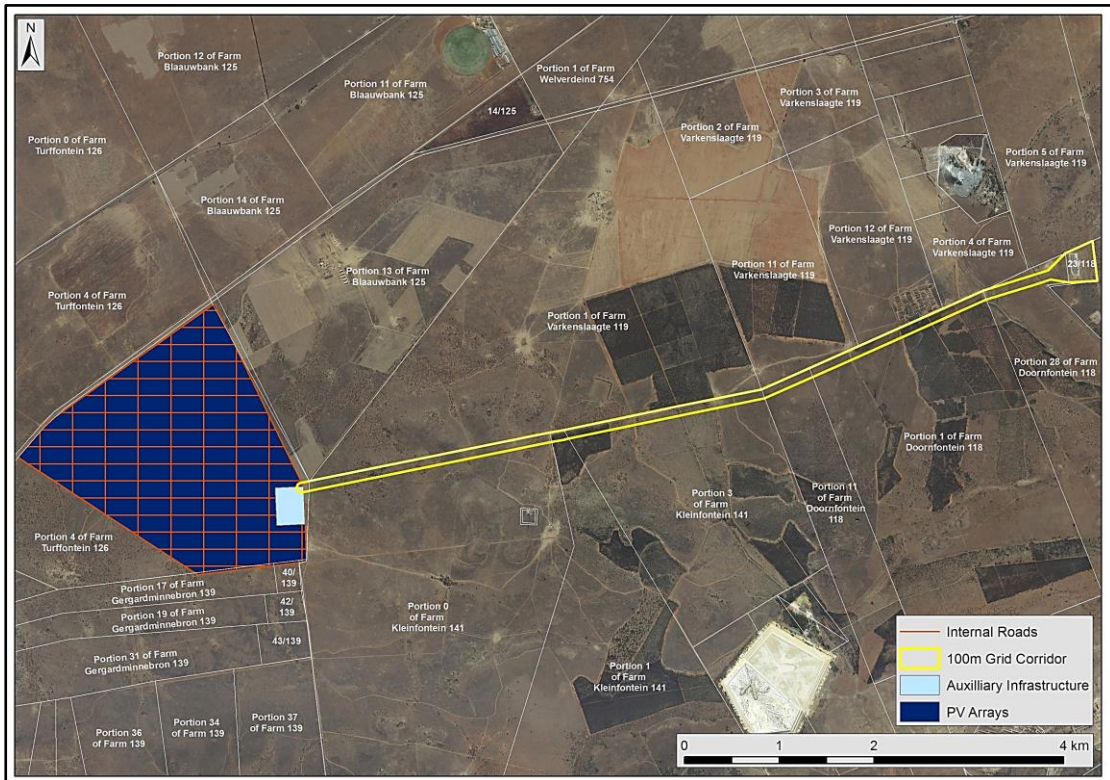 N
Portion 12 of Farm
Blaauwbank 125
Portion 11 of Farm
Blaauwbank 125
Portion 1 of Farm
Welverdeind 754
14/125
Portion 3 of Farm
Varkenslaagte 119
Portion 2 of Farm
Varkenslaagte 119
Portion 0 of Farm
Turffontein 126
Portion 5 of Farm
Varkenslaagte 119
Portion 14 of Farm
Blaauwbank 125
Portion 12 of Farm
Varkenslaagte 119
Portion 4 of Farm
Varkenslaagte 119
23/118
Portion 13 of Farm
Blaauwbank 125
Portion 11 of Farm
Varkenslaagte 119
Portion 4 of Farm
Turffontein 126
Portion 1 of Farm
Varkenslaagte 119
Portion 28 of Farm
Doornfontein 118
Portion 1 of Farm
Doornfontein 118
Portion 3
of Farm
Kleinfontein 141
Portion 11
of Farm
Doornfontein
118
Portion 4 of Farm
Turffontein 126
40/
139
Portion 17 of Farm
Gergardminnebron 139
42/
139
Portion 19 of Farm
Gergardminnebron 139
43/139
Portion 31 of Farm
Gergardminnebron 139
Portion 0
of Farm
Kleinfontein 141
Portion 1
of Farm
Kleinfontein 141
Portion 36
of Farm 139
Portion 34
of Farm 139
Portion 37
of Farm 139
Internal Roads
100m Grid Corridor
Auxilliary Infrastructure
PV Arrays
0 1 2 4 km